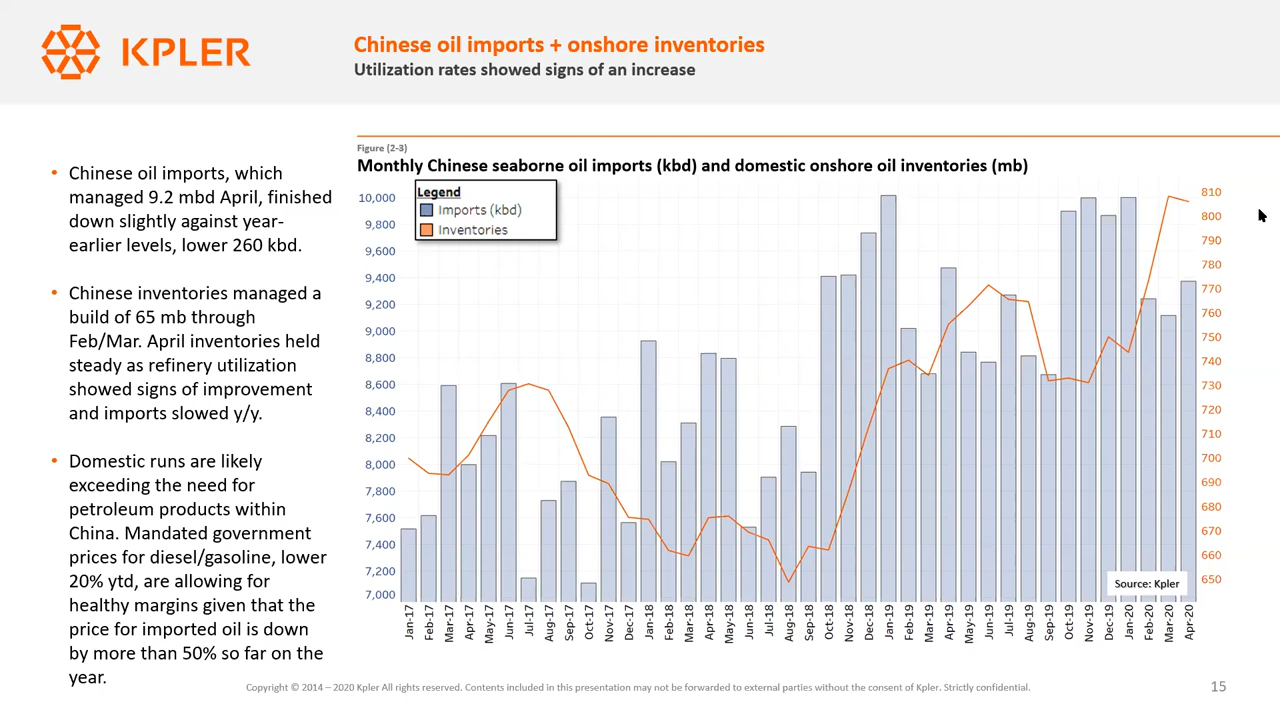 KPLER
Chinese oil imports + onshore inventories
Utilization rates showed signs of an increase
• Chinese oil imports, which
managed 9.2 mbd April, finished
down slightly against year-
earlier levels, lower 260 kbd.
• Chinese inventories managed a
build of 65 mb through
Feb/Mar. April inventories held
steady as refinery utilization
showed signs of improvement
and imports slowed y/y.
• Domestic runs are likely
exceeding the need for
petroleum products within
China. Mandated government
prices for diesel/gasoline, lower
20% ytd, are allowing for
healthy margins given that the
price for imported oil is down
by more than 50% so far on the
year.
Figure (2-3)
Monthly Chinese seaborne oil imports (kbd) and domestic onshore oil inventories (mb)
Legend
Imports (kbd)
Inventories
10,000
9,800
9,600
9,400
9,200
9,000
8,800
8,600
8,400
8,200
8,000
7,800
7,600
7,400
7,200
7,000
810
800
790
780
770
760
750
740
730
720
710
700
690
680
670
660
650
Source: Kpler
Jan-17
Feb-17
Mar-17
Apr-17
May-17
Jun-17
Jul-17
Aug-17
Sep-17
Oct-17
Nov-17
Dec-17
Jan-18
Feb-18
Mar-18
Apr-18
May-18
Jun-18
Jul-18
Aug-18
Sep-18
Oct-18
Nov-18
Dec-18
Jan-19
Feb-19
Mar-19
Apr-19
May-19
Jun-19
Jul-19
Aug-19
Sep-19
Oct-19
Nov-19
Dec-19
Jan-20
Feb-20
Mar-20
Apr-20
Copyright © 2014 – 2020 Kpler All rights reserved. Contents included in this presentation may not be forwarded to external parties without the consent of Kpler. Strictly confidential.
15